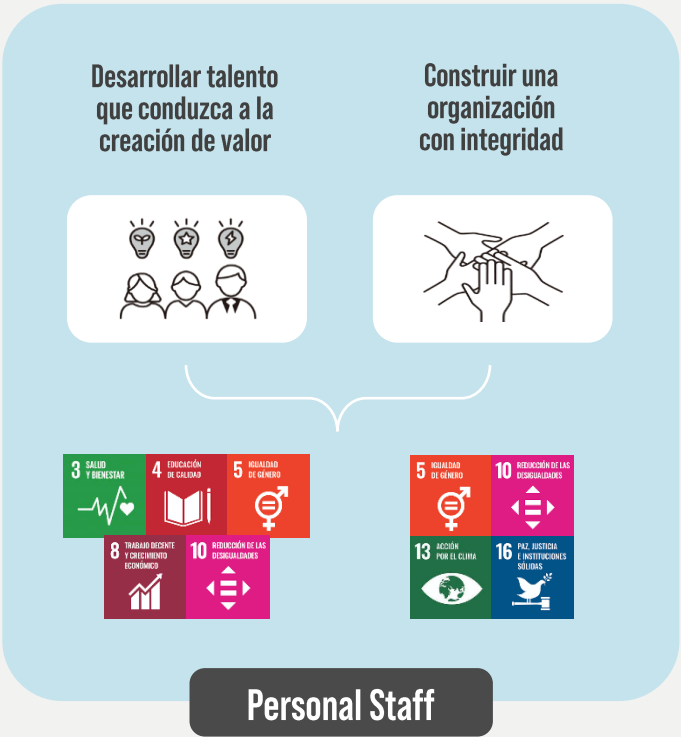 Desarrollar talento
que conduzca a la
creación de valor
Construir una
organización
con integridad
3 SALUD
Y BIENESTAR
4 EDUCACIÓN
DE CALIDAD
5 IGUALDAD
DE GÉNERO
8 TRABAJO DECENTE
Y CRECIMIENTO
ECONÓMICO
10 REDUCCIÓN DE LAS
DESIGUALDADES
5 IGUALDAD
DE GÉNERO
10 REDUCCIÓN DE LAS
DESIGUALDADES
13 ACCIÓN
POR EL CLIMA
16 PAZ, JUSTICIA
E INSTITUCIONES
SÓLIDAS
Personal Staff